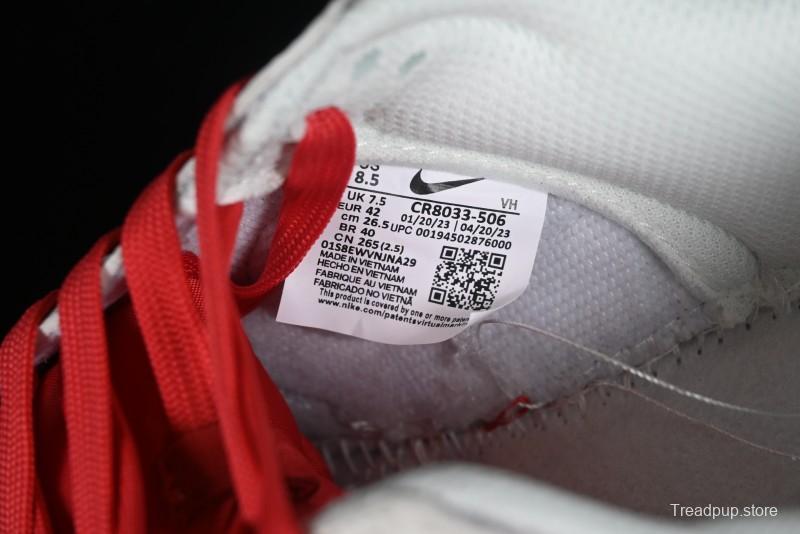 US 8.5
VH
UK 7.5
CR8033-506
EUR 42
01/20/23 | 04/20/23
cm 26.5
UPC 00194502876000
BR 40
CN 265(2.5)
01S8EWVNJNA29
MADE IN VIETNAM
HECHO EN VIETNAM
FABRIQUE AU VIETNAM
FABRICADO NO VIETNÃ
This product is covered by one or more
www.nike.com/patentsvirtualmark
Treadpup.store